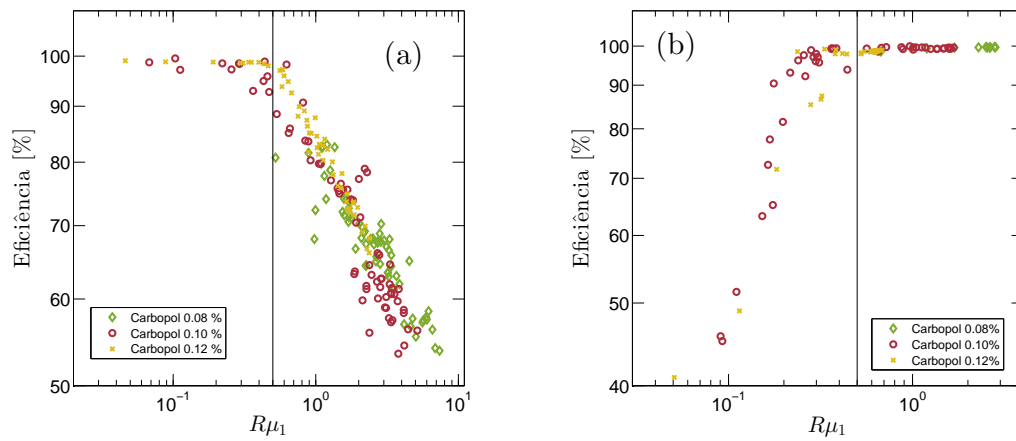 (a)
100
90
80
70
60
50
Eficiência [%]
Carbopol 0.08 %
Carbopol 0.10 %
Carbopol 0.12 %
10⁻¹ 10⁰ 10¹
Rμ₁
(b)
100
90
80
70
60
50
40
Eficiência [%]
Carbopol 0.08%
Carbopol 0.10%
Carbopol 0.12%
10⁻¹ 10⁰
Rμ₁